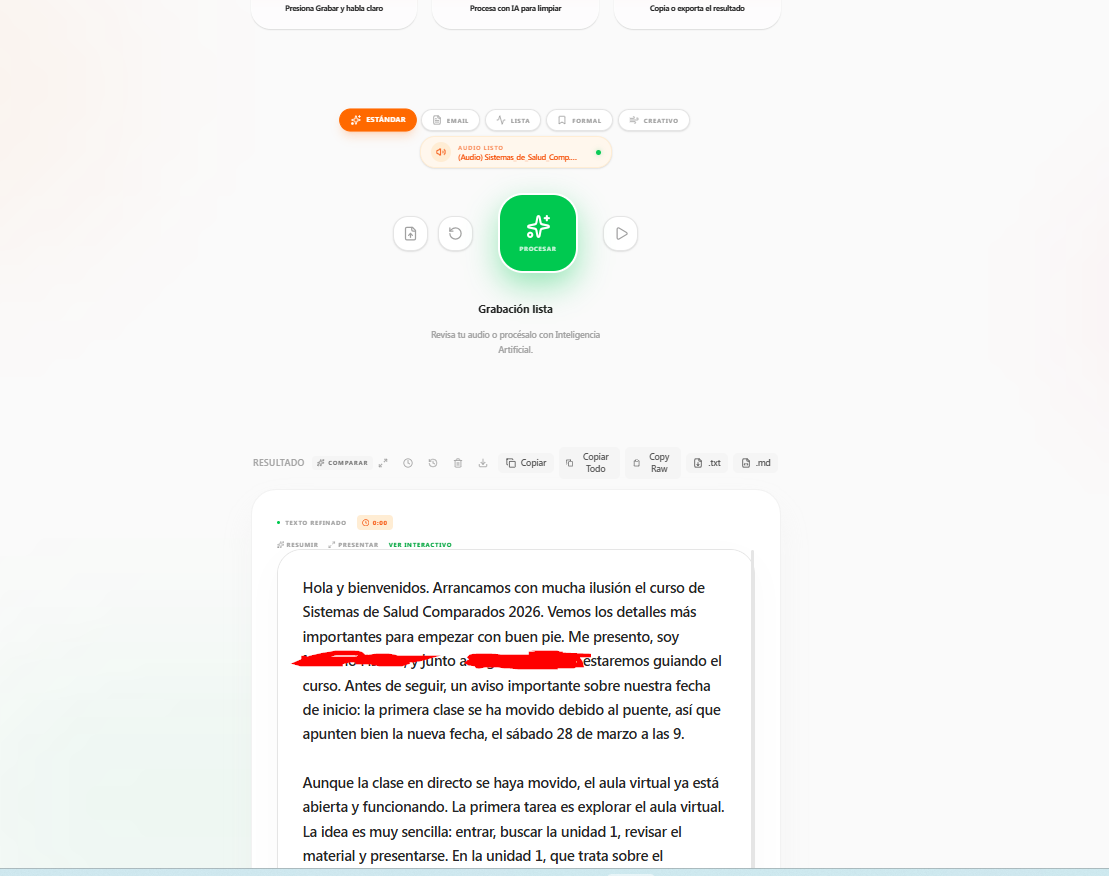 Presiona Grabar y habla claro
Procesa con IA para limpiar
Copia o exporta el resultado
ESTÁNDAR
EMAIL
LISTA
FORMAL
CREATIVO
AUDIO LISTO
(Audio) Sistemas_de_Salud_Comp....
PROCESAR
Grabación lista
Revisa tu audio o procésalo con Inteligencia
Artificial.
RESULTADO
COMPARAR
Copiar
Copiar
Todo
Copy
Raw
.txt
.md
TEXTO REFINADO
0:00
RESUMIR
PRESENTAR
VER INTERACTIVO
Hola y bienvenidos. Arrancamos con mucha ilusión el curso de
Sistemas de Salud Comparados 2026. Vemos los detalles más
importantes para empezar con buen pie. Me presento, soy
y junto a estaremos guiando el
curso. Antes de seguir, un aviso importante sobre nuestra fecha
de inicio: la primera clase se ha movido debido al puente, así que
apunten bien la nueva fecha, el sábado 28 de marzo a las 9.
Aunque la clase en directo se haya movido, el aula virtual ya está
abierta y funcionando. La primera tarea es explorar el aula virtual.
La idea es muy sencilla: entrar, buscar la unidad 1, revisar el
material y presentarse. En la unidad 1, que trata sobre el